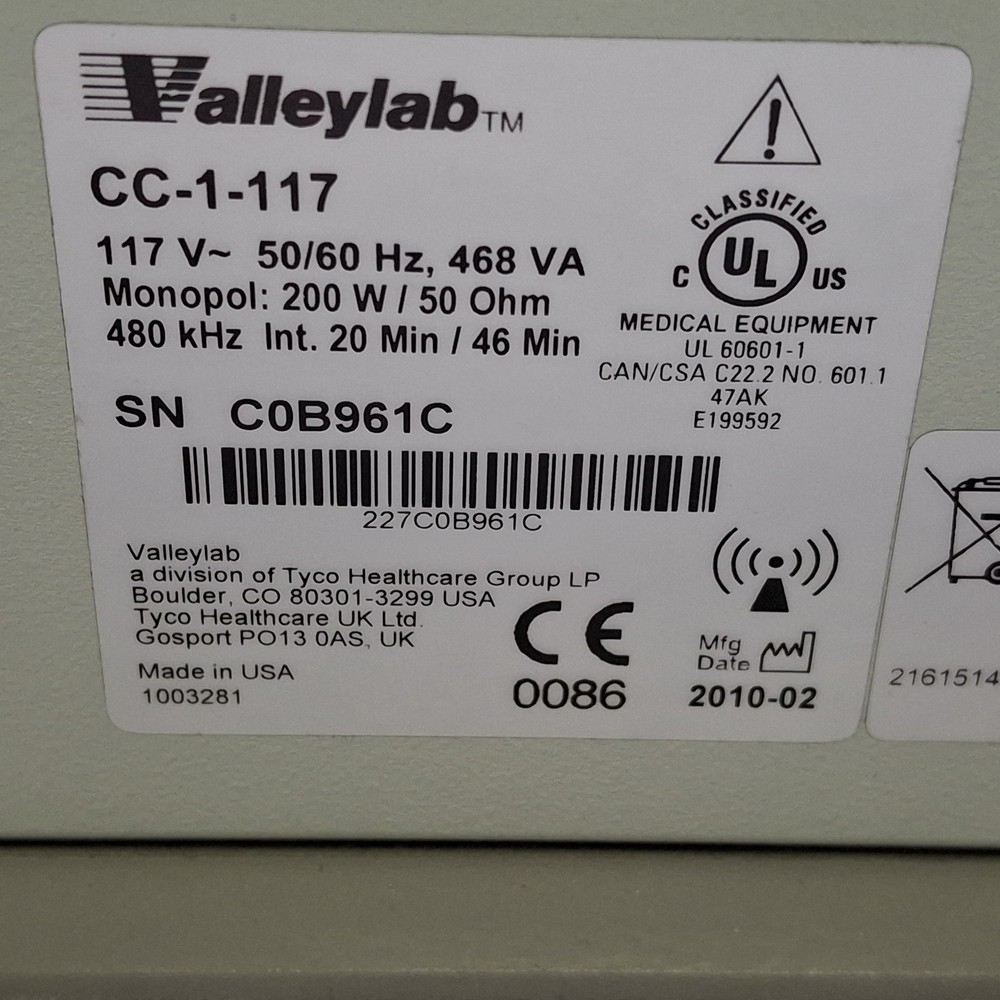 Valleylab™
CC-1-117
117 V~ 50/60 Hz, 468 VA
Monopol: 200 W / 50 Ohm
480 kHz Int. 20 Min / 46 Min
SN C0B961C
227C0B961C
Valleylab
a division of Tyco Healthcare Group LP
Boulder, CO 80301-3299 USA
Tyco Healthcare UK Ltd.
Gosport PO13 0AS, UK
Made in USA
1003281
CLASSIFIED
C UL US
MEDICAL EQUIPMENT
UL 60601-1
CAN/CSA C22.2 NO. 601.1
47AK
E199592
CE
0086
Mfg
Date
2010-02
2161514